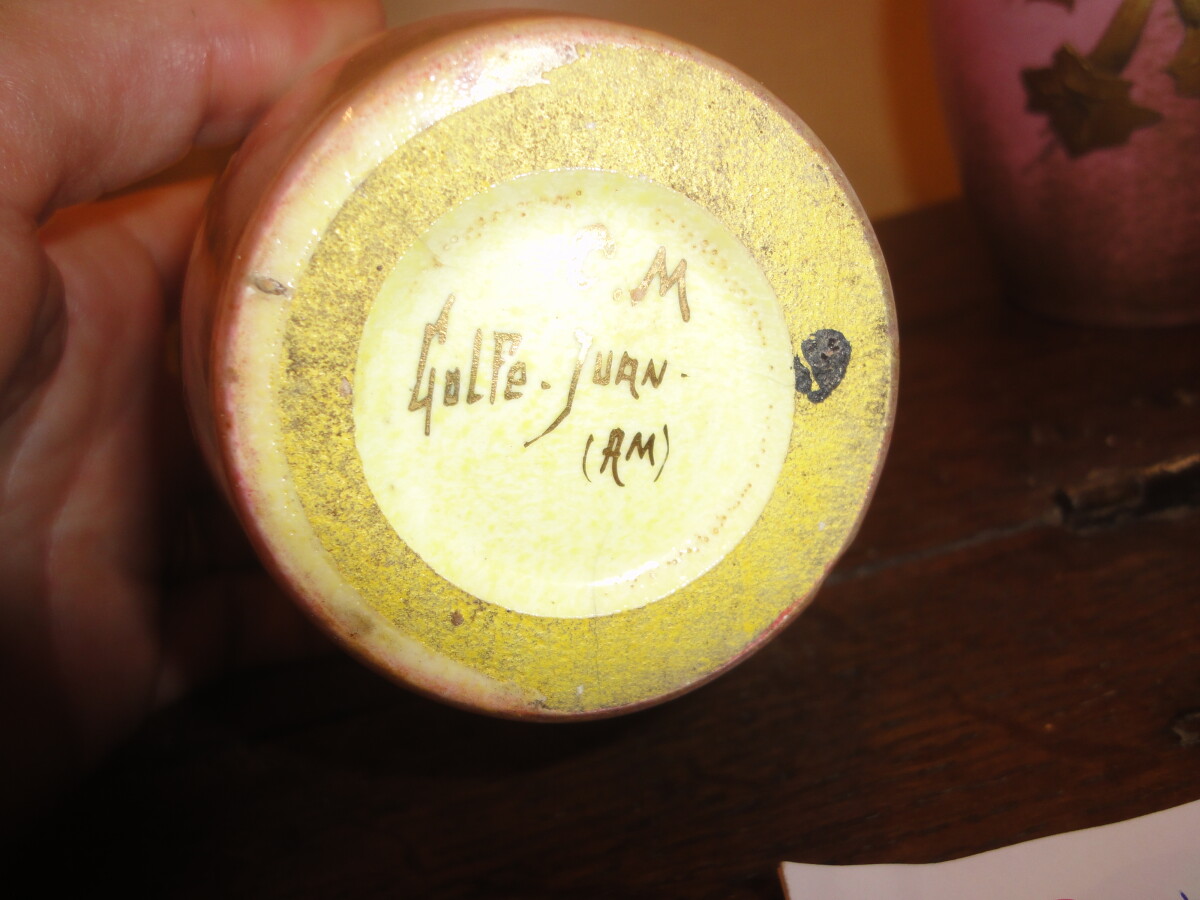 . M
Golfe. Juan.
(AM)